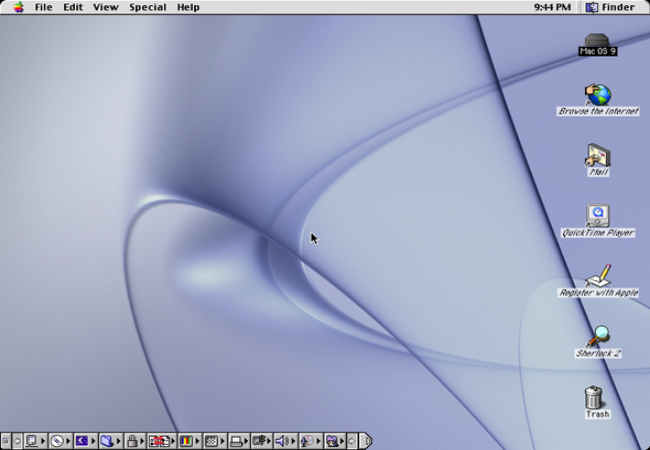 File Edit View Special Help 9:44 PM Finder
Mac OS 9
Browse the Internet
Mail
QuickTime Player
Register with Apple
Sherlock 2
Trash